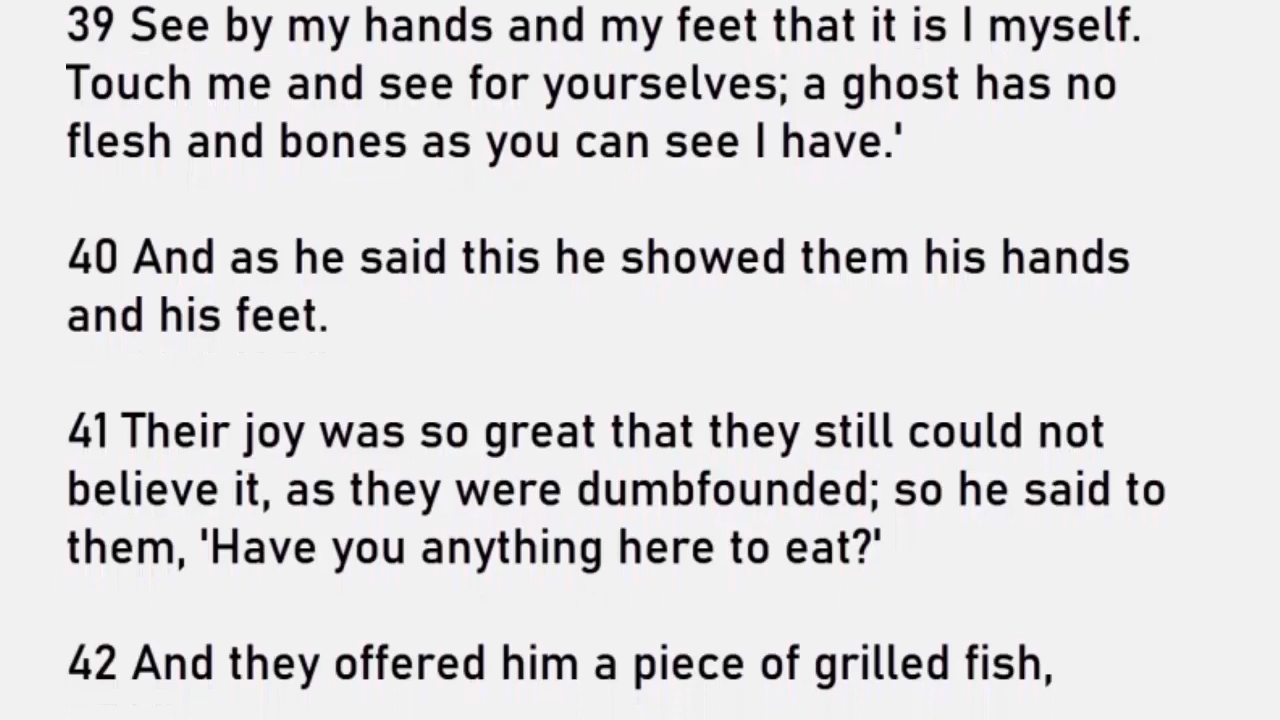 39 See by my hands and my feet that it is I myself.
Touch me and see for yourselves; a ghost has no
flesh and bones as you can see I have.'
40 And as he said this he showed them his hands
and his feet.
41 Their joy was so great that they still could not
believe it, as they were dumbfounded; so he said to
them, 'Have you anything here to eat?'
42 And they offered him a piece of grilled fish,